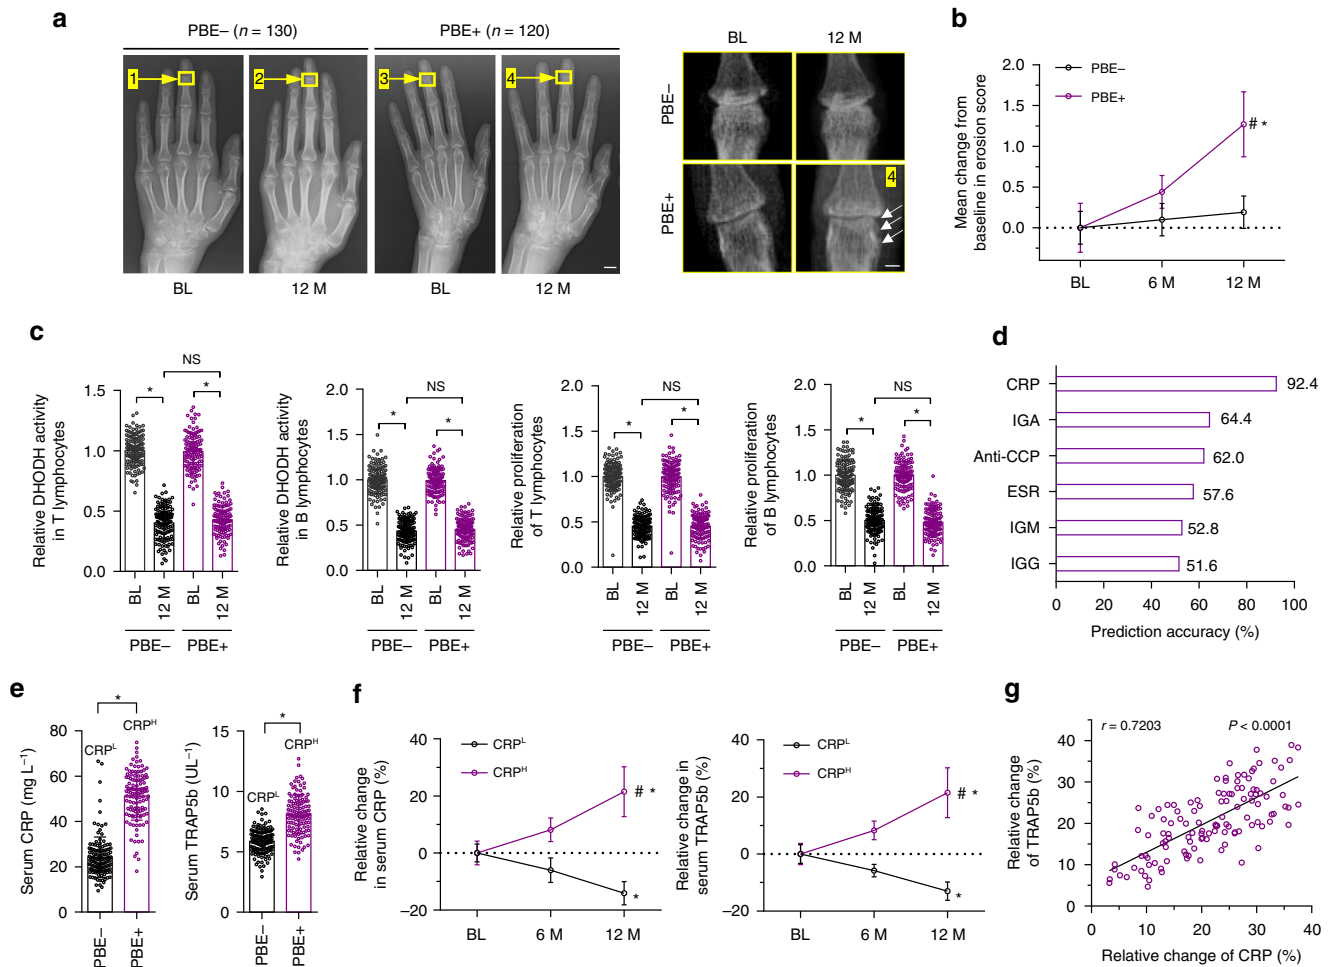 a
PBE– (n = 130)
PBE+ (n = 120)
1
2
3
4
BL
12 M
BL
12 M
BL
12 M
PBE–
PBE+
4
b
Mean change from
baseline in erosion score
2.0
1.5
1.0
0.5
0.0
PBE–
PBE+
# *
BL
6 M
12 M
c
Relative DHODH activity
in T lymphocytes
1.5
1.0
0.5
0.0
NS
*
*
BL
12 M
BL
12 M
PBE–
PBE+
Relative DHODH activity
in B lymphocytes
2.0
1.5
1.0
0.5
0.0
NS
*
*
BL
12 M
BL
12 M
PBE–
PBE+
Relative proliferation
of T lymphocytes
2.0
1.5
1.0
0.5
0.0
NS
*
*
BL
12 M
BL
12 M
PBE–
PBE+
Relative proliferation
of B lymphocytes
2.0
1.5
1.0
0.5
0.0
NS
*
*
BL
12 M
BL
12 M
PBE–
PBE+
d
CRP
92.4
IGA
64.4
Anti-CCP
62.0
ESR
57.6
IGM
52.8
IGG
51.6
0
20
40
60
80
100
Prediction accuracy (%)
e
Serum CRP (mg L⁻¹)
80
60
40
20
0
*
CRPᴸ
CRPᴴ
PBE–
PBE+
Serum TRAP5b (UL⁻¹)
15
10
5
0
*
CRPᴸ
CRPᴴ
PBE–
PBE+
f
Relative change
in serum CRP (%)
40
20
0
–20
CRPᴸ
CRPᴴ
# *
*
BL
6 M
12 M
Relative change in
serum TRAP5b (%)
40
20
0
–20
CRPᴸ
CRPᴴ
# *
*
BL
6 M
12 M
g
Relative change
of TRAP5b (%)
r = 0.7203
P < 0.0001
40
30
20
10
0
0
10
20
30
40
Relative change of CRP (%)